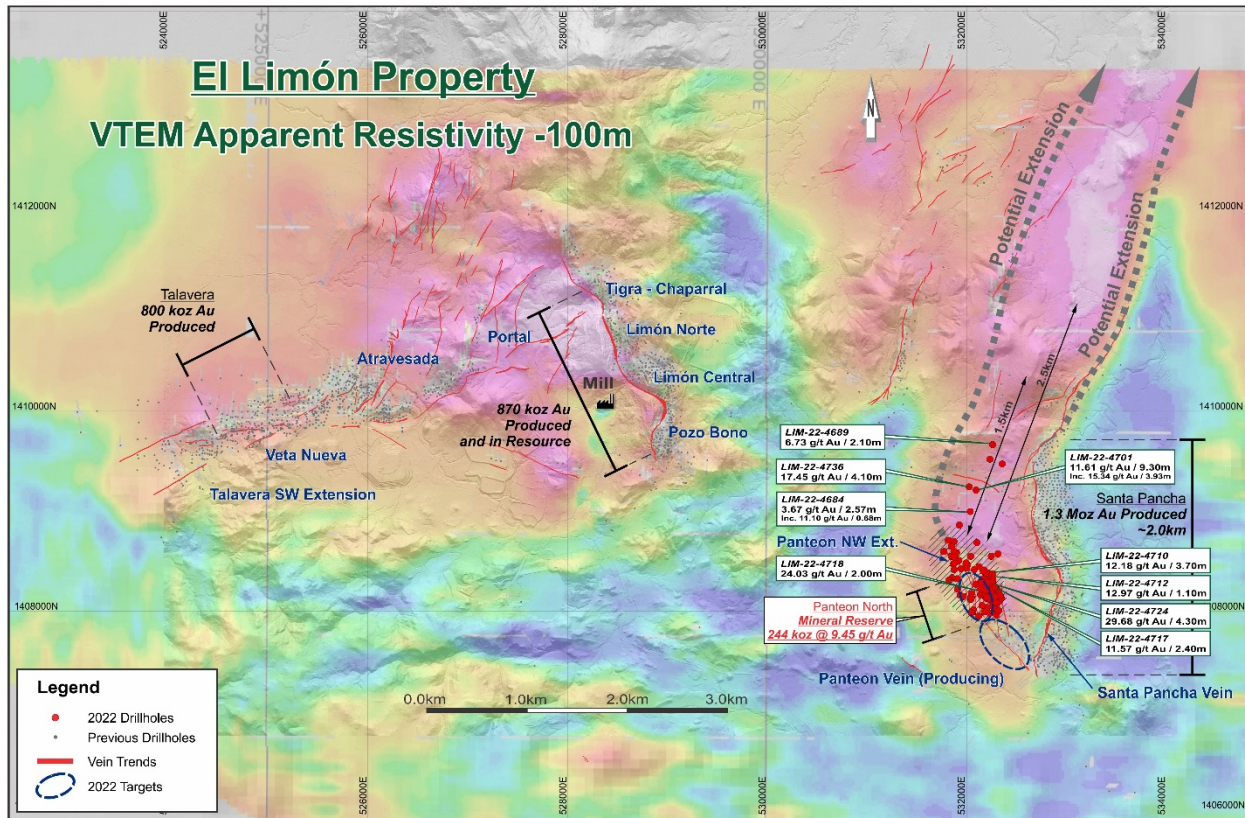 524000E
526000E
528000E
530000E
532000E
534000E
El Limón Property
VTEM Apparent Resistivity -100m
N
Potential Extension
Potential Extension
1412000N
1412000N
Talavera
800 koz Au
Produced
Tigra - Chaparral
Portal
Limón Norte
Atravesada
Limón Central
Mill
870 koz Au
Produced
and in Resource
Pozo Bono
1410000N
1410000N
Veta Nueva
Talavera SW Extension
1.5km
2.5km
LIM-22-4689
6.73 g/t Au / 2.10m
LIM-22-4736
17.45 g/t Au / 4.10m
LIM-22-4684
3.67 g/t Au / 2.57m
Inc. 11.10 g/t Au / 0.68m
Panteon NW Ext.
LIM-22-4718
24.03 g/t Au / 2.00m
LIM-22-4701
11.61 g/t Au / 9.30m
Inc. 15.34 g/t Au / 3.93m
Santa Pancha
1.3 Moz Au Produced
~2.0km
LIM-22-4710
12.18 g/t Au / 3.70m
LIM-22-4712
12.97 g/t Au / 1.10m
LIM-22-4724
29.68 g/t Au / 4.30m
LIM-22-4717
11.57 g/t Au / 2.40m
1408000N
08000N
Panteon North
Mineral Reserve
244 koz @ 9.45 g/t Au
Panteon Vein (Producing)
Santa Pancha Vein
0.0km
1.0km
2.0km
3.0km
Legend
2022 Drillholes
Previous Drillholes
Vein Trends
2022 Targets
526000E
528000E
530000E
532000E
534000E
1406000N